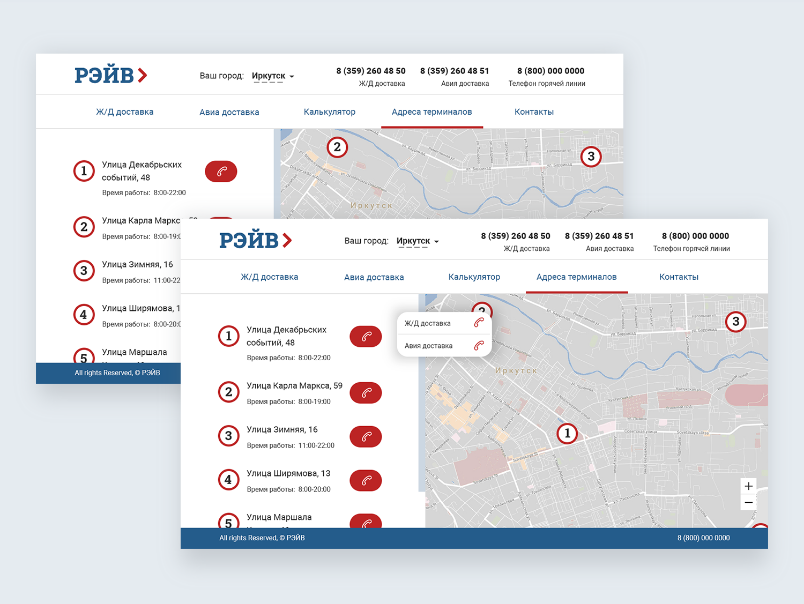 РЭЙВ
Ваш город: Иркутск
8 (359) 260 48 50
Ж/Д доставка
8 (359) 260 48 51
Авиа доставка
8 (800) 000 0000
Телефон горячей линии
Ж/Д доставка
Авиа доставка
Калькулятор
Адреса терминалов
Контакты
1
Улица Декабрьских
событий, 48
Время работы: 8:00-22:00
2
Улица Карла Маркс
Время работы: 8:00-19:0
3
Улица Зимняя, 16
Время работы: 11:00-22
4
Улица Ширямова, 1
Время работы: 8:00-20:0
5
Улица Маршала
All rights Reserved, © РЭЙВ
2
3
Иркутск
РЭЙВ
Ваш город: Иркутск
8 (359) 260 48 50
Ж/Д доставка
8 (359) 260 48 51
Авия доставка
8 (800) 000 0000
Телефон горячей линии
Ж/Д доставка
Авиа доставка
Калькулятор
Адреса терминалов
Контакты
1
Улица Декабрьских
событий, 48
Время работы: 8:00-22:00
2
Улица Карла Маркса, 59
Время работы: 8:00-19:00
3
Улица Зимняя, 16
Время работы: 11:00-22:00
4
Улица Ширямова, 13
Время работы: 8:00-20:00
5
Улица Маршала
Ж/Д доставка
Авия доставка
2
3
Иркутск
1
+
−
All rights Reserved, © РЭЙВ
8 (800) 000 0000